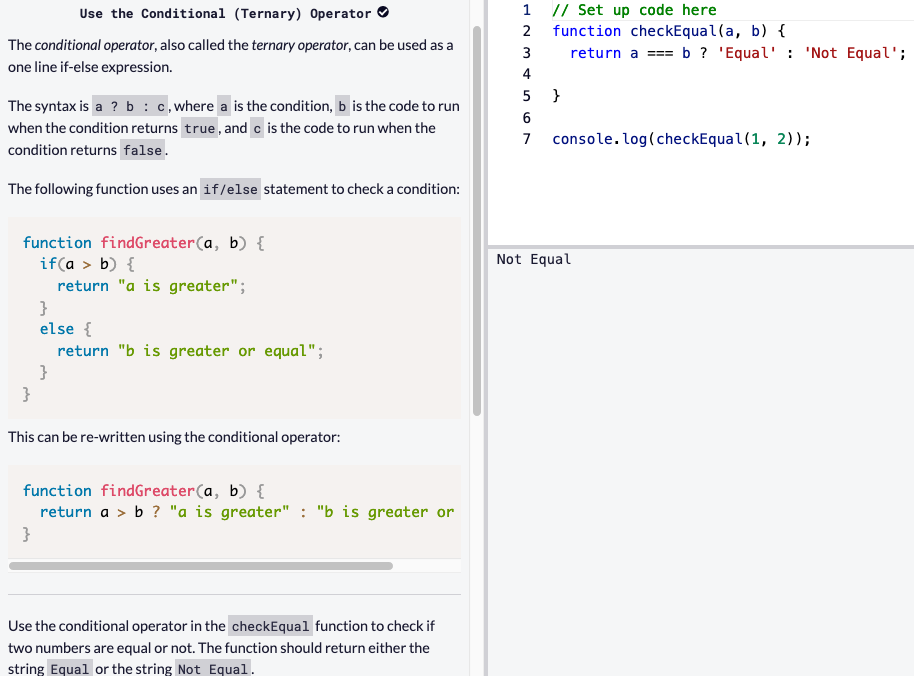 Use the Conditional (Ternary) Operator
The conditional operator, also called the ternary operator, can be used as a
one line if-else expression.
The syntax is a ? b : c, where a is the condition, b is the code to run
when the condition returns true, and c is the code to run when the
condition returns false.
The following function uses an if/else statement to check a condition:
function findGreater(a, b) {
if(a > b) {
return "a is greater";
}
else {
return "b is greater or equal";
}
}
This can be re-written using the conditional operator:
function findGreater(a, b) {
return a > b ? "a is greater" : "b is greater or
}
Use the conditional operator in the checkEqual function to check if
two numbers are equal or not. The function should return either the
string Equal or the string Not Equal.
1 // Set up code here
2 function checkEqual(a, b) {
3 return a === b ? 'Equal' : 'Not Equal';
4
5 }
6
7 console.log(checkEqual(1, 2));
Not Equal